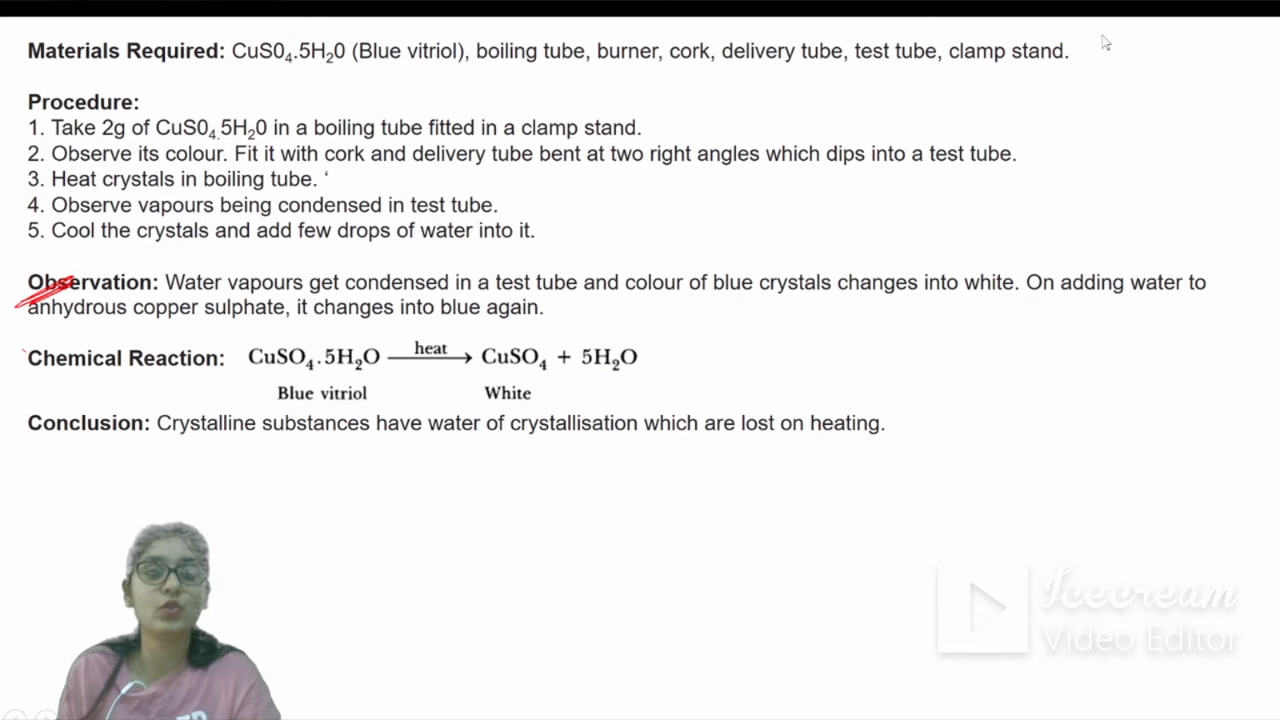 Materials Required: CuS0₄.5H₂0 (Blue vitriol), boiling tube, burner, cork, delivery tube, test tube, clamp stand.
Procedure:
1. Take 2g of CuS0₄.5H₂0 in a boiling tube fitted in a clamp stand.
2. Observe its colour. Fit it with cork and delivery tube bent at two right angles which dips into a test tube.
3. Heat crystals in boiling tube. ‘
4. Observe vapours being condensed in test tube.
5. Cool the crystals and add few drops of water into it.
Observation: Water vapours get condensed in a test tube and colour of blue crystals changes into white. On adding water to
anhydrous copper sulphate, it changes into blue again.
Chemical Reaction: CuSO₄.5H₂O heat→ CuSO₄ + 5H₂O
Blue vitriol White
Conclusion: Crystalline substances have water of crystallisation which are lost on heating.
Icecream
Video Editor